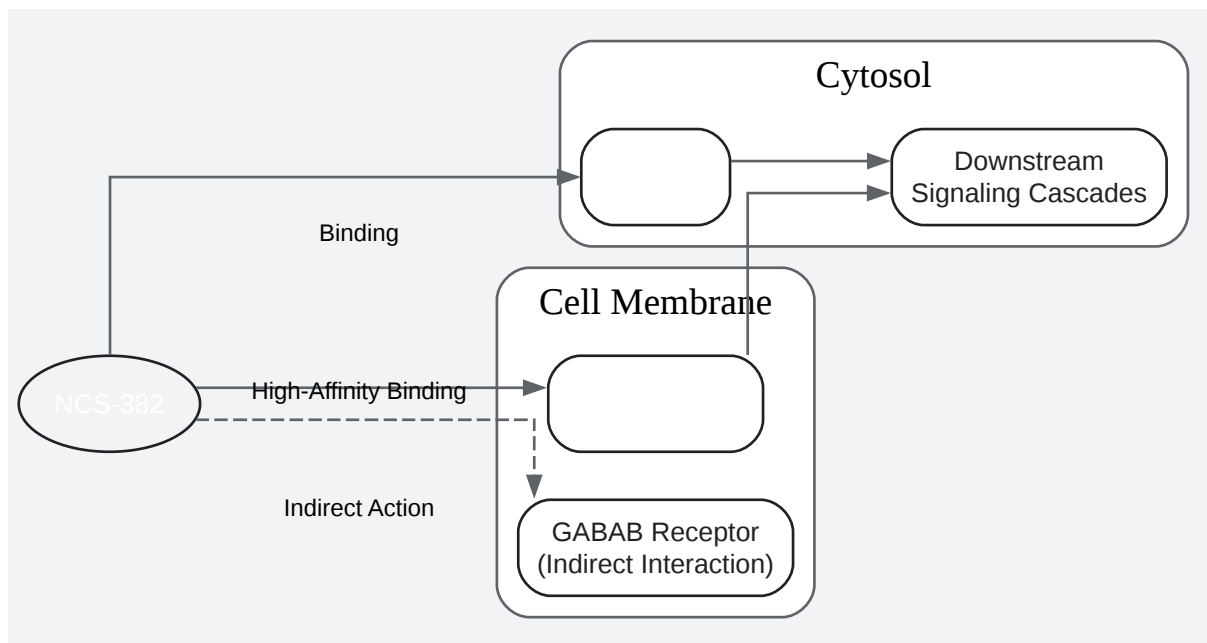 Cytosol
Downstream
Signaling Cascades
Binding
Cell Membrane
High-Affinity Binding
NCS-382
Indirect Action
GABAB Receptor
(Indirect Interaction)